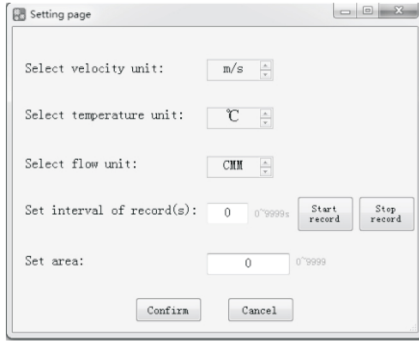 Setting page
Select velocity unit: m/s
Select temperature unit: ℃
Select flow unit: CMM
Set interval of record(s): 0 0~9999s Start record Stop record
Set area: 0 0~9999
Confirm Cancel